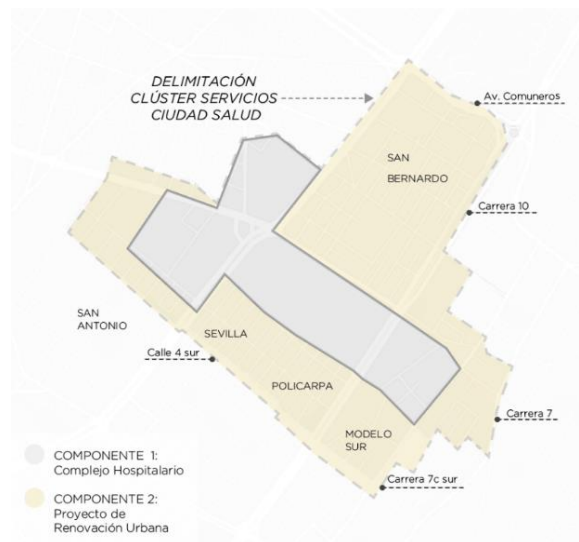 DELIMITACIÓN
CLÚSTER SERVICIOS
CIUDAD SALUD
Av. Comuneros
SAN
BERNARDO
Carrera 10
SAN
ANTONIO
SEVILLA
Calle 4 sur
POLICARPA
Carrera 7
MODELO
SUR
Carrera 7c sur
COMPONENTE 1:
Complejo Hospitalario
COMPONENTE 2:
Proyecto de
Renovación Urbana